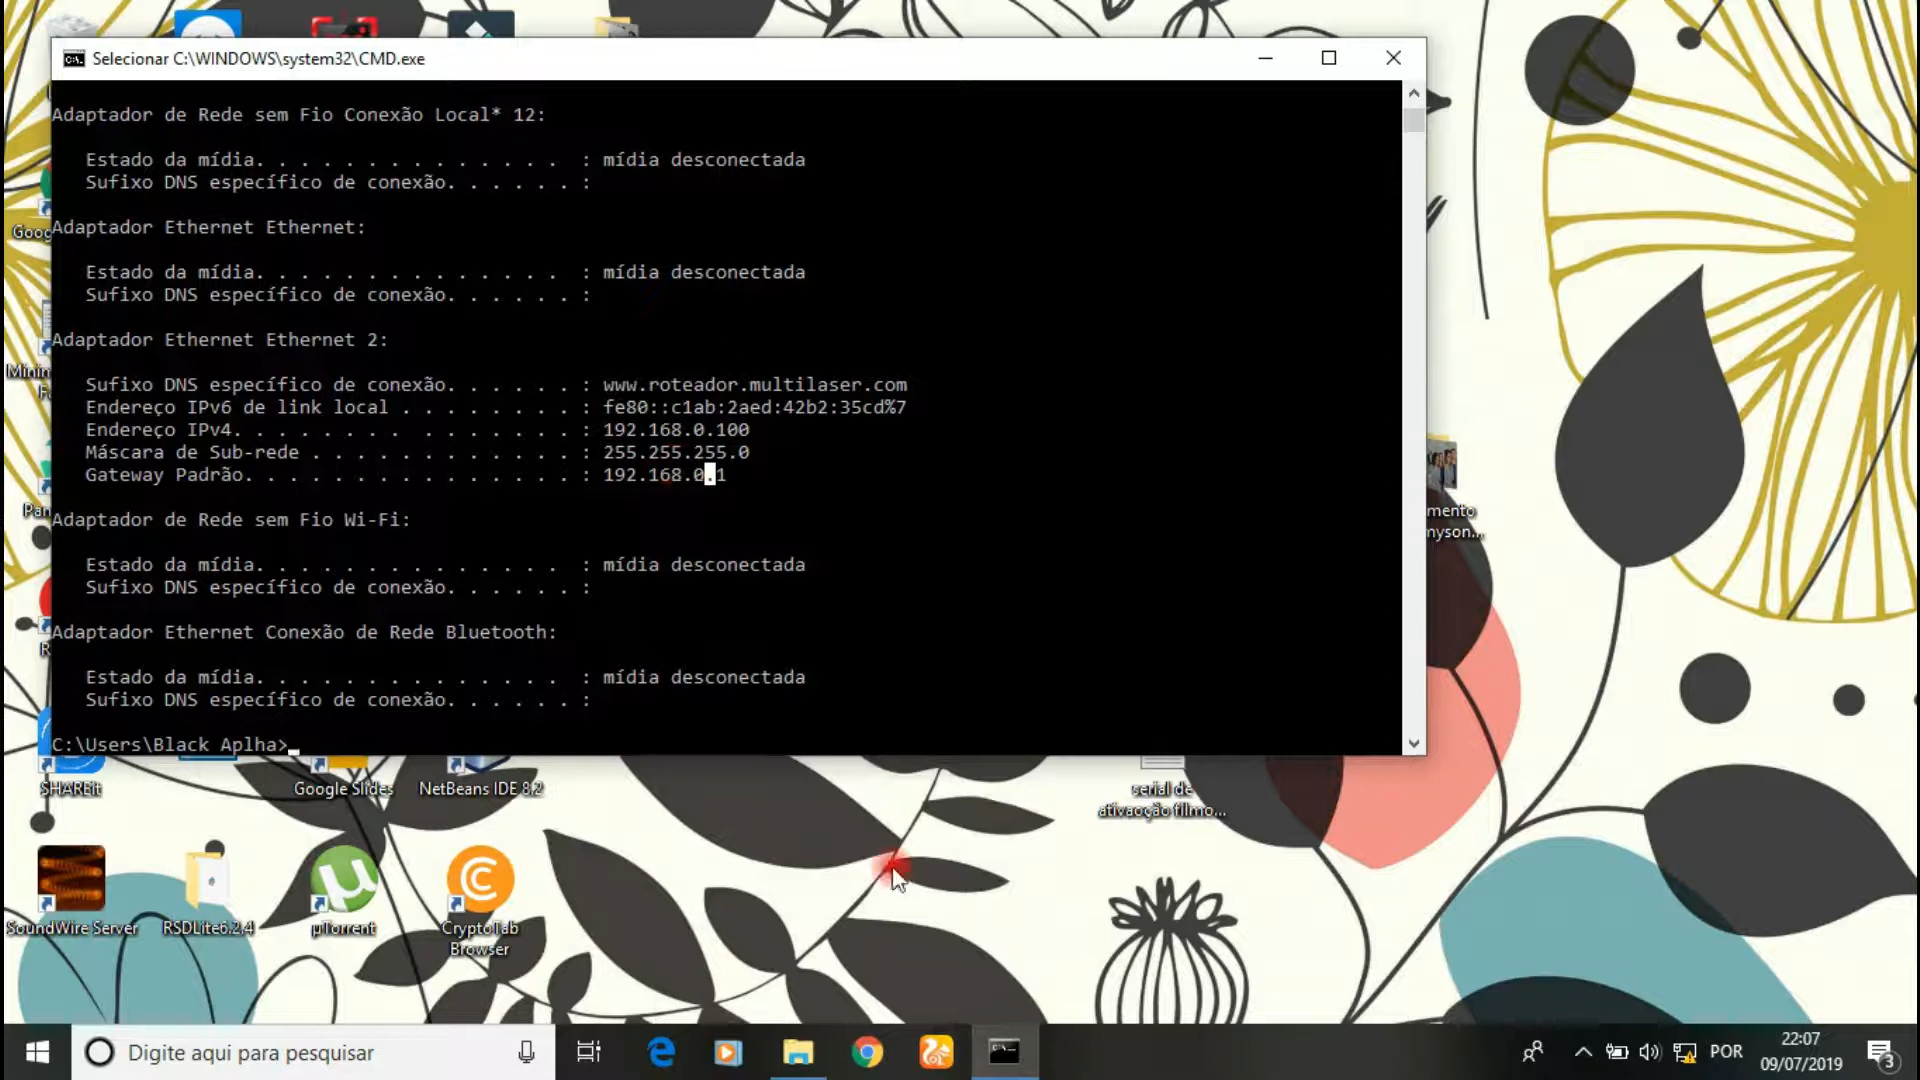 Selecionar C:\WINDOWS\system32\CMD.exe
Adaptador de Rede sem Fio Conexão Local* 12:
Estado da mídia. . . . . . . . . . . . . . : mídia desconectada
Sufixo DNS específico de conexão. . . . . . :
Adaptador Ethernet Ethernet:
Estado da mídia. . . . . . . . . . . . . . : mídia desconectada
Sufixo DNS específico de conexão. . . . . . :
Adaptador Ethernet Ethernet 2:
Sufixo DNS específico de conexão. . . . . . : www.roteador.multilaser.com
Endereço IPv6 de link local . . . . . . . . : fe80::c1ab:2aed:42b2:35cd%7
Endereço IPv4. . . . . . . . . . . . . . . : 192.168.0.100
Máscara de Sub-rede . . . . . . . . . . . . : 255.255.255.0
Gateway Padrão. . . . . . . . . . . . . . . : 192.168.0.1
Adaptador de Rede sem Fio Wi-Fi:
Estado da mídia. . . . . . . . . . . . . . : mídia desconectada
Sufixo DNS específico de conexão. . . . . . :
Adaptador Ethernet Conexão de Rede Bluetooth:
Estado da mídia. . . . . . . . . . . . . . : mídia desconectada
Sufixo DNS específico de conexão. . . . . . :
C:\Users\Black Aplha>
SHAREit
Google Slides
NetBeans IDE 8.2
serial de
ativaoção filmo...
SoundWire Server
RSDLite6.2.4
µTorrent
CryptoTab
Browser
Digite aqui para pesquisar
POR
22:07
09/07/2019
3